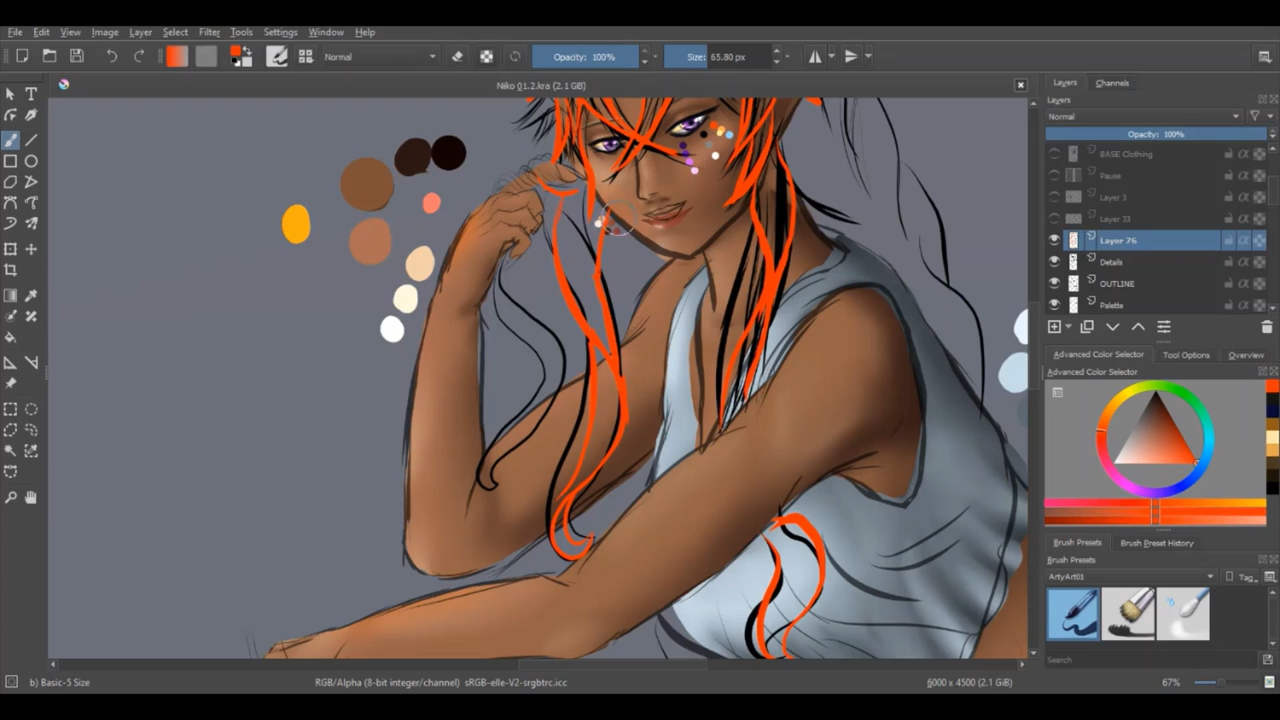 File Edit View Image Layer Select Filter Tools Settings Window Help
Normal Opacity: 100% Size: 65.80 px
Niko 01.2.kra (2.1 GiB)
Layers Channels
Layers
Normal
Opacity: 100%
BASE Clothing
Pause
Layer 3
Layer 33
Layer 76
Details
OUTLINE
Palette
Advanced Color Selector Tool Options Overview
Advanced Color Selector
Brush Presets Brush Preset History
Brush Presets
ArtyArt01 Tag
Search
b) Basic-5 Size RGB/Alpha (8-bit integer/channel) sRGB-elle-V2-srgbtrc.icc 6000 x 4500 (2.1 GiB) 67%